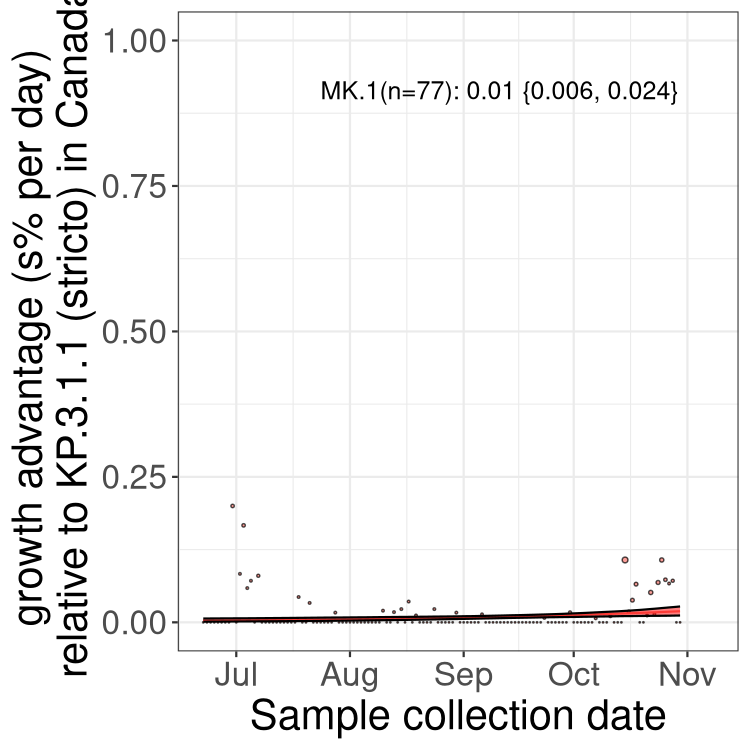 growth advantage (s% per day)
relative to KP.3.1.1 (stricto) in Canada
1.00
0.75
0.50
0.25
0.00
MK.1(n=77): 0.01 {0.006, 0.024}
Jul Aug Sep Oct Nov
Sample collection date